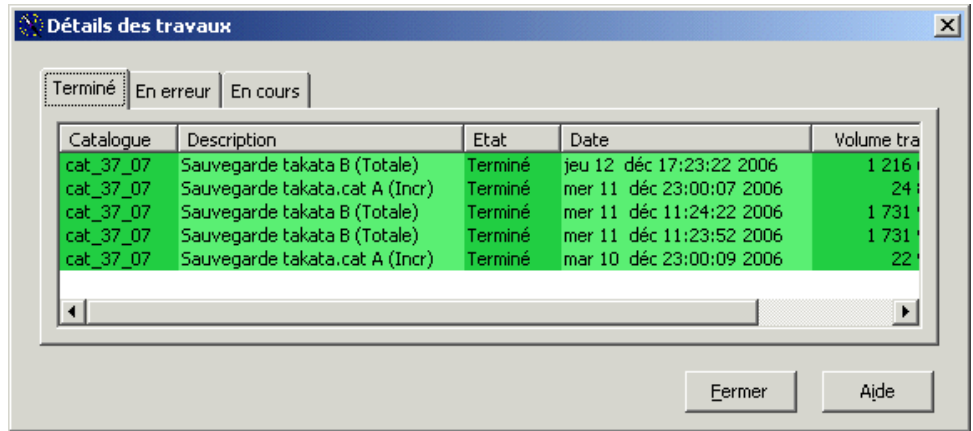 Détails des travaux
Terminé En erreur En cours
Catalogue Description Etat Date Volume tra
cat_37_07 Sauvegarde takata B (Totale) Terminé jeu 12 déc 17:23:22 2006 1 216
cat_37_07 Sauvegarde takata.cat A (Incr) Terminé mer 11 déc 23:00:07 2006 24
cat_37_07 Sauvegarde takata B (Totale) Terminé mer 11 déc 11:24:22 2006 1 731
cat_37_07 Sauvegarde takata B (Totale) Terminé mer 11 déc 11:23:52 2006 1 731
cat_37_07 Sauvegarde takata.cat A (Incr) Terminé mar 10 déc 23:00:09 2006 22
Fermer Aide